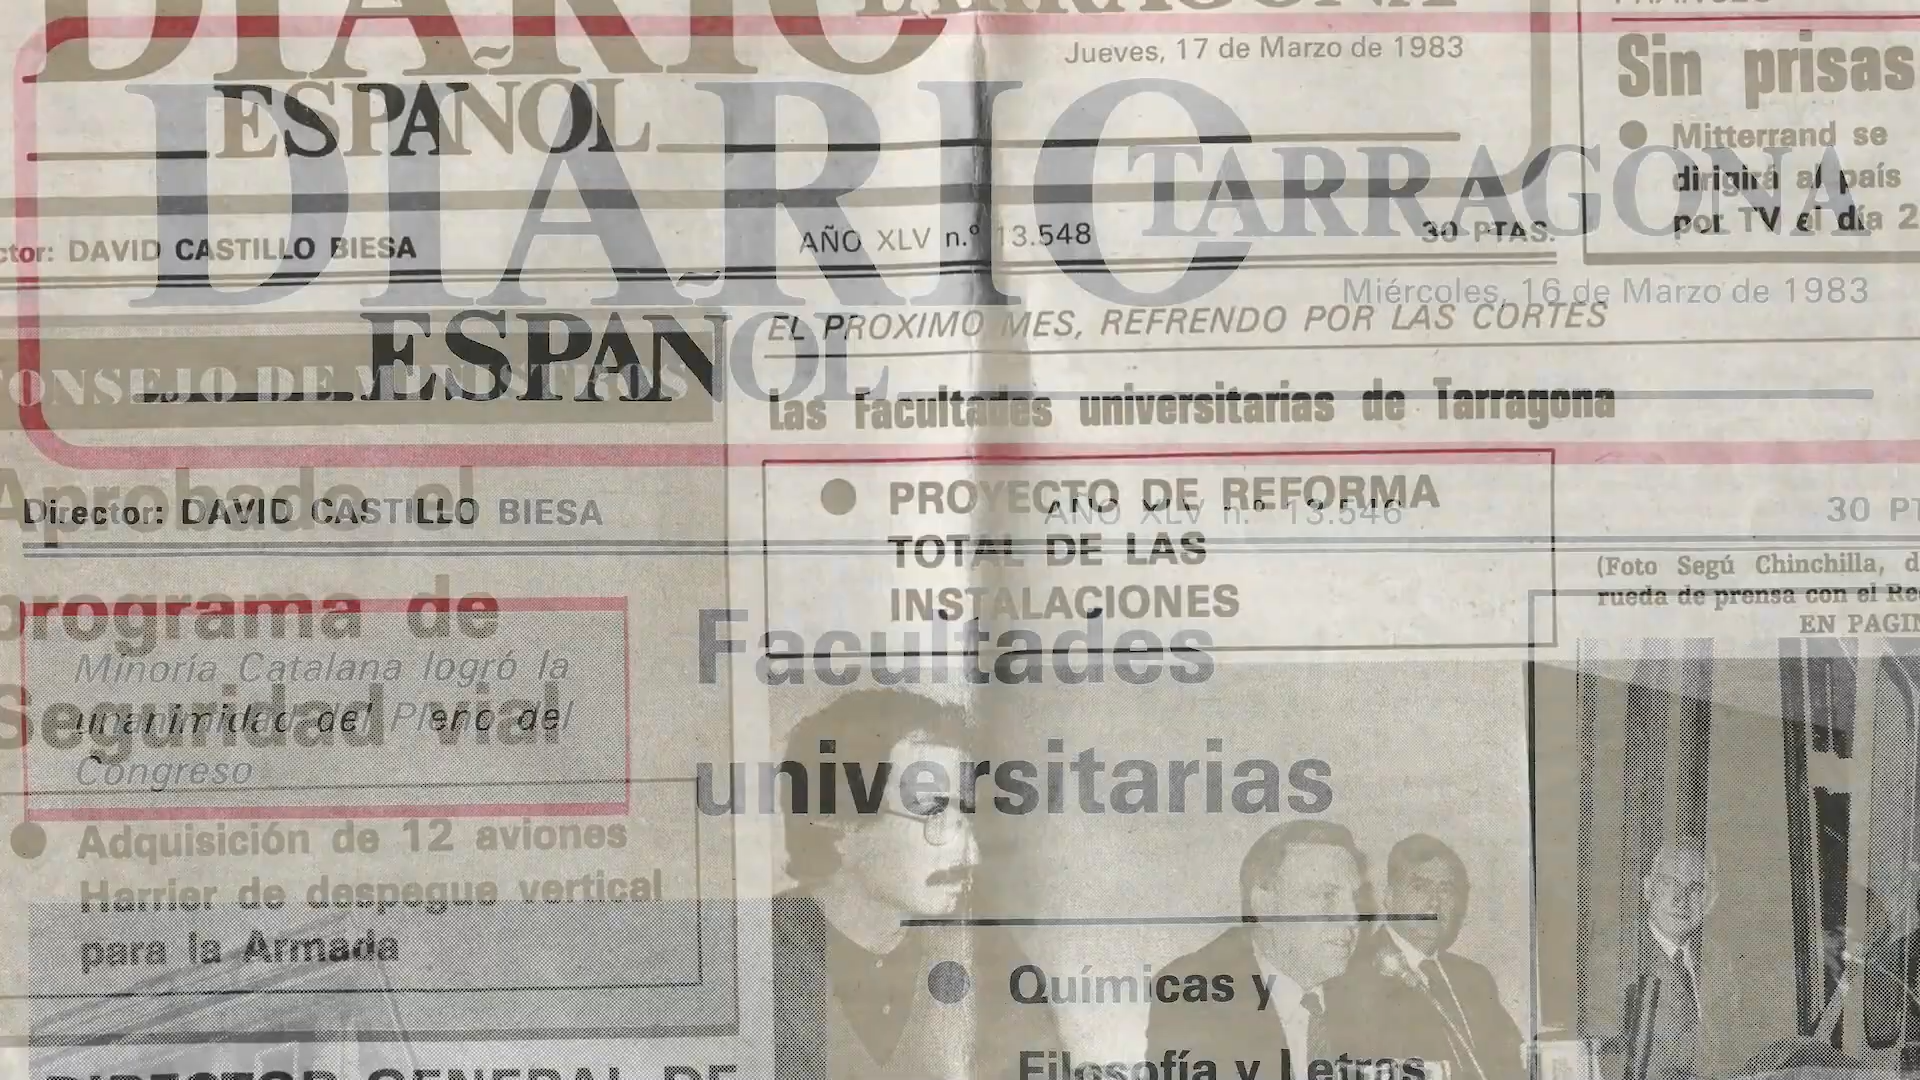 DIARIO
TARRAGONA
ESPAÑOL
Jueves, 17 de Marzo de 1983
Sin prisas
Mitterrand se
dirigirá al país
por TV el día 2
ctor: DAVID CASTILLO BIESA
AÑO XLV n.º 13.548
30 PTAS.
DIARIO
TARRAGONA
ESPAÑOL
Miércoles, 16 de Marzo de 1983
EL PROXIMO MES, REFRENDO POR LAS CORTES
Las Facultades universitarias de Tarragona
CONSEJO DE MINISTROS
Aprobado el
programa de
Seguridad vial
Director: DAVID CASTILLO BIESA
AÑO XLV n.º 13.546
30 PT
PROYECTO DE REFORMA
TOTAL DE LAS
INSTALACIONES
(Foto Segú Chinchilla, d
rueda de prensa con el Re
EN PAGIN
Minoría Catalana logró la
unanimidad del Pleno del
Congreso
Facultades
universitarias
Adquisición de 12 aviones
Harrier de despegue vertical
para la Armada
Químicas y
Filosofía y Letras
DIRECTOR GENERAL DE